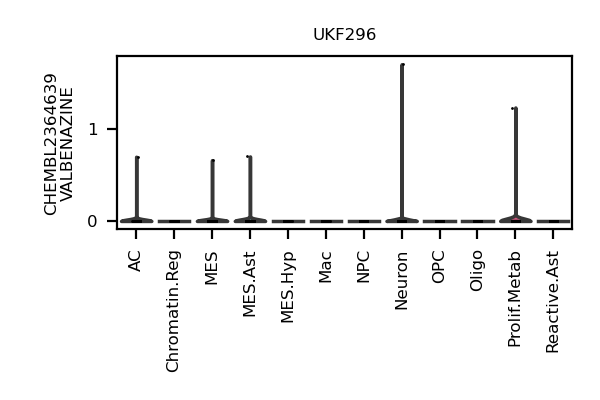 UKF296
CHEMBL2364639
VALBENAZINE
1
0
AC
Chromatin.Reg
MES
MES.Ast
MES.Hyp
Mac
NPC
Neuron
OPC
Oligo
Prolif.Metab
Reactive.Ast